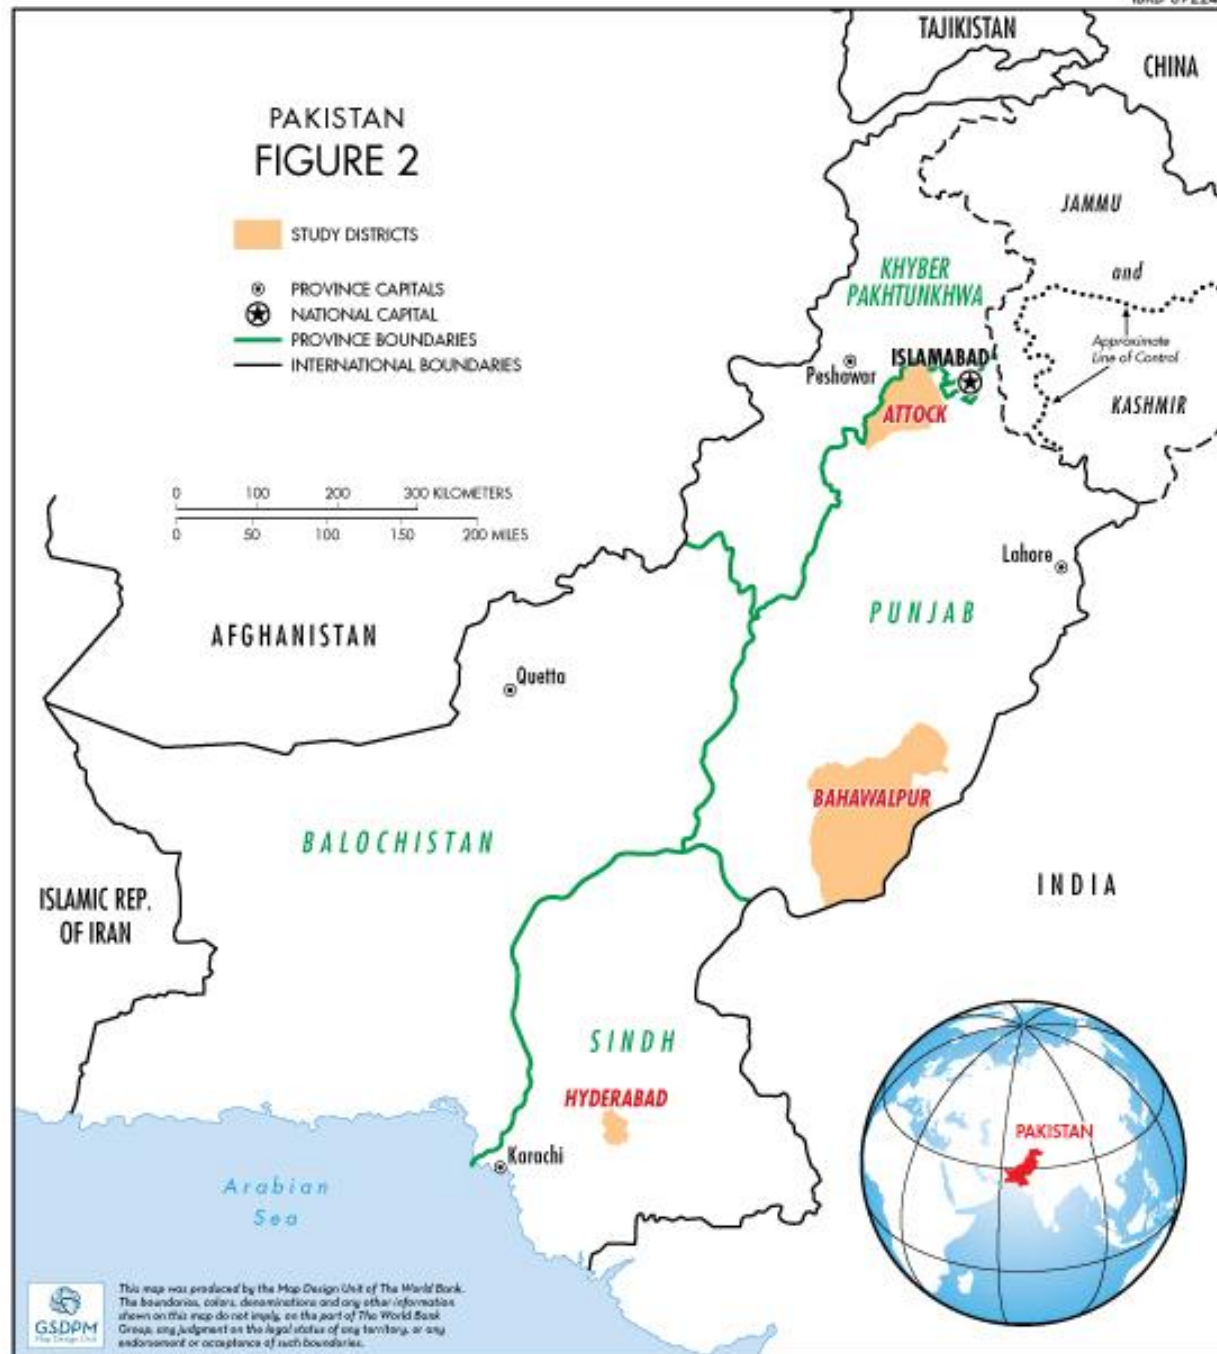 TAJIKISTAN
CHINA
PAKISTAN
FIGURE 2
STUDY DISTRICTS
PROVINCE CAPITALS
NATIONAL CAPITAL
PROVINCE BOUNDARIES
INTERNATIONAL BOUNDARIES
JAMMU
and
KASHMIR
Approximate
Line of Control
KHYBER
PAKHTUNKHWA
ISLAMABAD
Peshawar
ATTOCK
0 100 200 300 KILOMETERS
0 50 100 150 200 MILES
Lahore
PUNJAB
AFGHANISTAN
Quetta
BAHAWALPUR
BALOCHISTAN
INDIA
ISLAMIC REP.
OF IRAN
SINDH
HYDERABAD
Karachi
PAKISTAN
Arabian
Sea
GSDPM
Map Design Unit
This map was produced by the Map Design Unit of The World Bank.
The boundaries, colors, denominations and any other information
shown on this map do not imply, on the part of The World Bank
Group, any judgment on the legal status of any territory, or any
endorsement or acceptance of such boundaries.